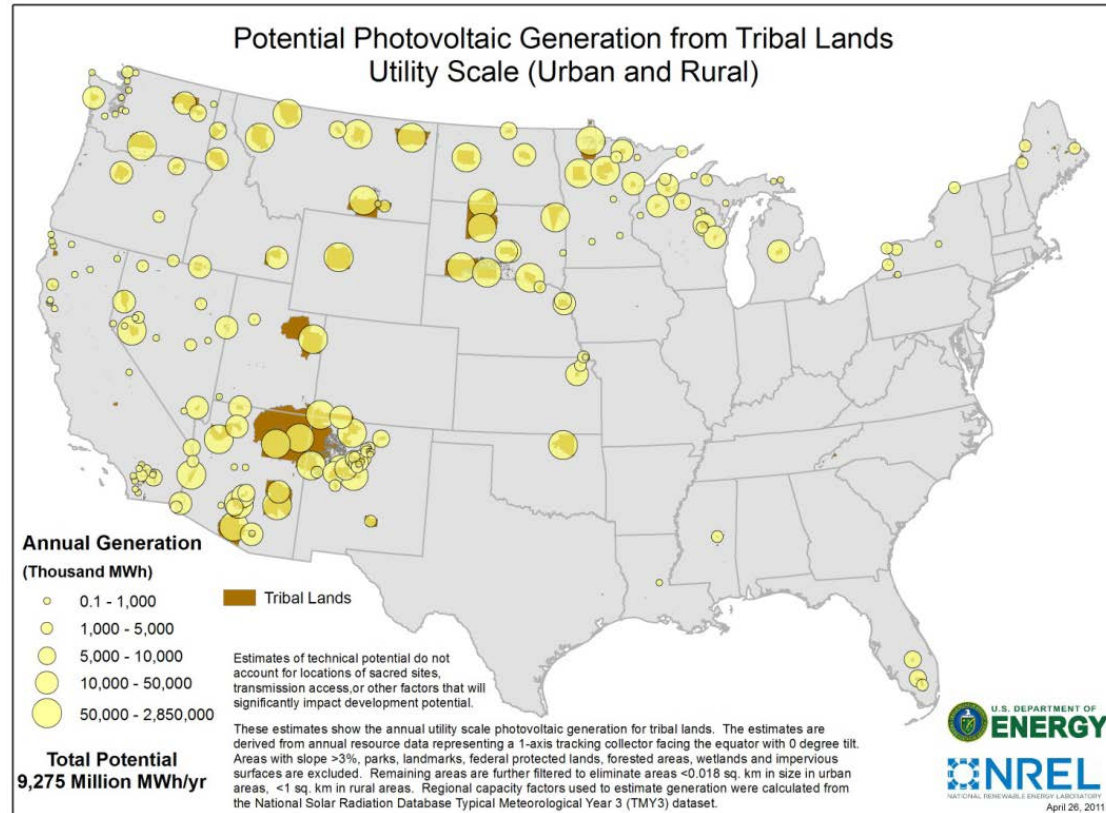 Potential Photovoltaic Generation from Tribal Lands
Utility Scale (Urban and Rural)
Annual Generation
(Thousand MWh)
0.1 - 1,000
1,000 - 5,000
5,000 - 10,000
10,000 - 50,000
50,000 - 2,850,000
Total Potential
9,275 Million MWh/yr
Tribal Lands
Estimates of technical potential do not
account for locations of sacred sites,
transmission access,or other factors that will
significantly impact development potential.
These estimates show the annual utility scale photovoltaic generation for tribal lands. The estimates are
derived from annual resource data representing a 1-axis tracking collector facing the equator with 0 degree tilt.
Areas with slope >3%, parks, landmarks, federal protected lands, forested areas, wetlands and impervious
surfaces are excluded. Remaining areas are further filtered to eliminate areas <0.018 sq. km in size in urban
areas, <1 sq. km in rural areas. Regional capacity factors used to estimate generation were calculated from
the National Solar Radiation Database Typical Meteorological Year 3 (TMY3) dataset.
U.S. DEPARTMENT OF
ENERGY
NREL
NATIONAL RENEWABLE ENERGY LABORATORY
April 26, 2011